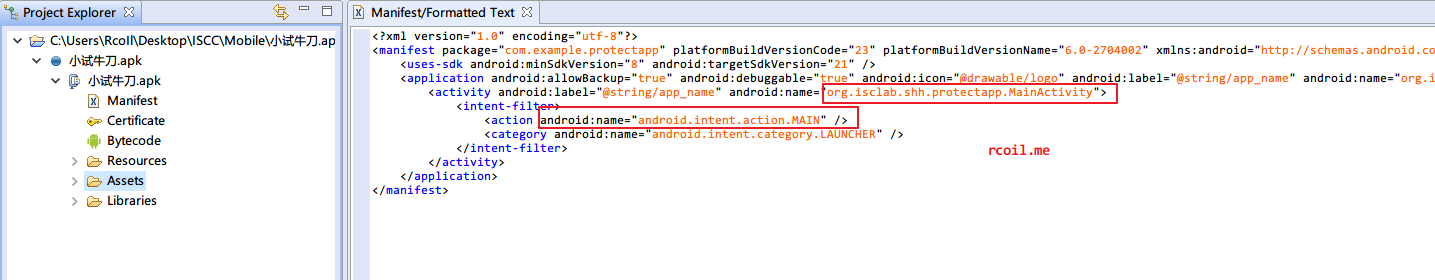 Project Explorer
C:\Users\Rcoil\Desktop\ISCC\Mobile\小试牛刀.ap
小试牛刀.apk
小试牛刀.apk
Manifest
Certificate
Bytecode
Resources
Assets
Libraries
Manifest/Formatted Text
<?xml version="1.0" encoding="utf-8"?>
<manifest package="com.example.protectapp" platformBuildVersionCode="23" platformBuildVersionName="6.0-2704002" xmlns:android="http://schemas.android.co
<uses-sdk android:minSdkVersion="8" android:targetSdkVersion="21" />
<application android:allowBackup="true" android:debuggable="true" android:icon="@drawable/logo" android:label="@string/app_name" android:name="org.i
<activity android:label="@string/app_name" android:name="org.isclab.shh.protectapp.MainActivity">
<intent-filter>
<action android:name="android.intent.action.MAIN" />
<category android:name="android.intent.category.LAUNCHER" />
</intent-filter>
</activity>
</application>
</manifest>
rcoil.me